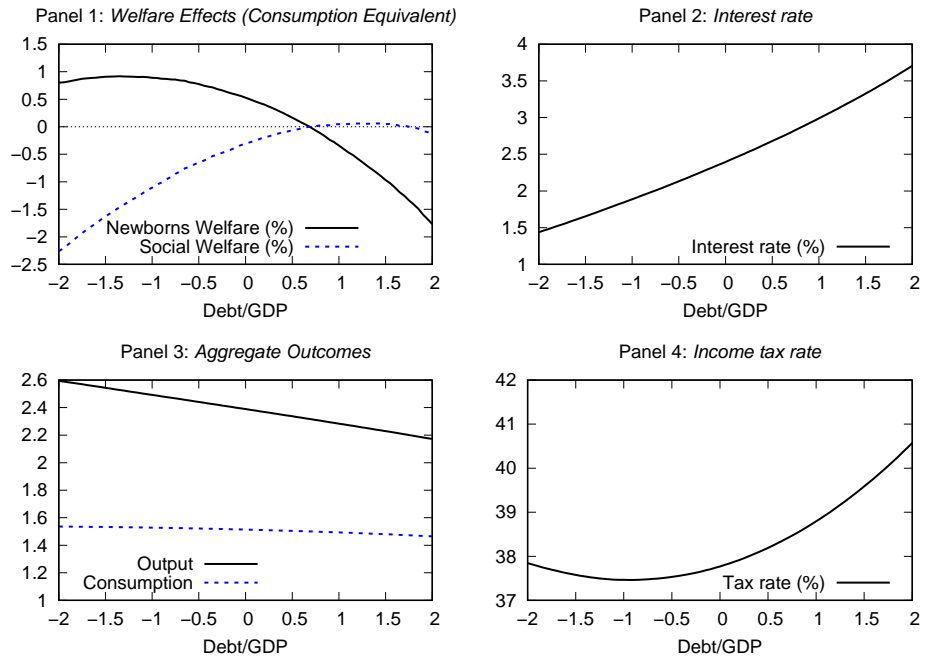 Panel 1: Welfare Effects (Consumption Equivalent)
1.5
1
0.5
0
−0.5
−1
−1.5
−2
−2.5
Newborns Welfare (%)
Social Welfare (%)
−2 −1.5 −1 −0.5 0 0.5 1 1.5 2
Debt/GDP
Panel 2: Interest rate
4
3.5
3
2.5
2
1.5
1
Interest rate (%)
−2 −1.5 −1 −0.5 0 0.5 1 1.5 2
Debt/GDP
Panel 3: Aggregate Outcomes
2.6
2.4
2.2
2
1.8
1.6
1.4
1.2
1
Output
Consumption
−2 −1.5 −1 −0.5 0 0.5 1 1.5 2
Debt/GDP
Panel 4: Income tax rate
42
41
40
39
38
37
Tax rate (%)
−2 −1.5 −1 −0.5 0 0.5 1 1.5 2
Debt/GDP